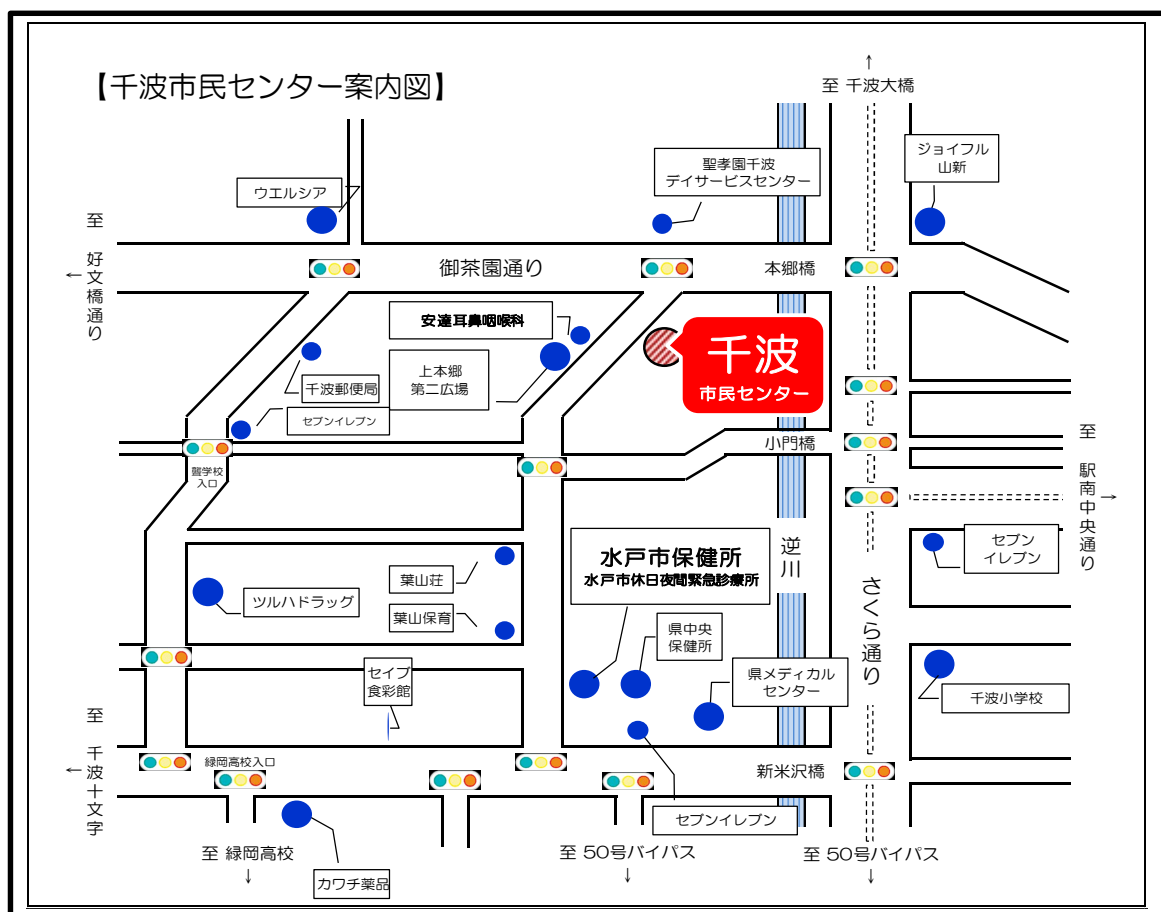 【千波市民センター案内図】
↑
至 千波大橋
ジョイフル
山新
聖孝園千波
デイサービスセンター
ウエルシア
至 好文橋通り
←
御茶園通り
本郷橋
安達耳鼻咽喉科
千波
市民センター
上本郷
第二広場
千波郵便局
セブンイレブン
小門橋
至 駅南中央通り
→
聾学校
入口
水戸市保健所
水戸市休日夜間緊急診療所
逆川
セブン
イレブン
葉山荘
ツルハドラッグ
葉山保育
さくら通り
県中央
保健所
セイブ
食彩館
県メディカル
センター
千波小学校
至 千波十文字
←
緑岡高校入口
新米沢橋
セブンイレブン
至 緑岡高校
↓
至 50号バイパス
↓
至 50号バイパス
↓
カワチ薬品